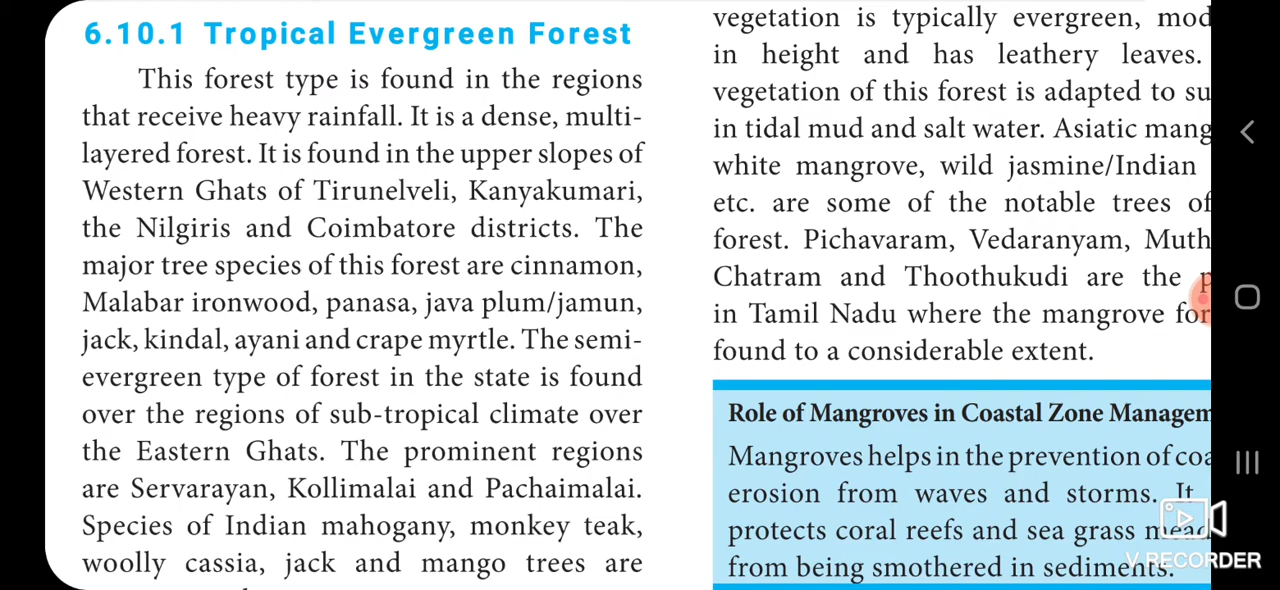 6.10.1 Tropical Evergreen Forest
This forest type is found in the regions
that receive heavy rainfall. It is a dense, multi-
layered forest. It is found in the upper slopes of
Western Ghats of Tirunelveli, Kanyakumari,
the Nilgiris and Coimbatore districts. The
major tree species of this forest are cinnamon,
Malabar ironwood, panasa, java plum/jamun,
jack, kindal, ayani and crape myrtle. The semi-
evergreen type of forest in the state is found
over the regions of sub-tropical climate over
the Eastern Ghats. The prominent regions
are Servarayan, Kollimalai and Pachaimalai.
Species of Indian mahogany, monkey teak,
woolly cassia, jack and mango trees are
vegetation is typically evergreen, mod
in height and has leathery leaves.
vegetation of this forest is adapted to su
in tidal mud and salt water. Asiatic mang
white mangrove, wild jasmine/Indian
etc. are some of the notable trees of
forest. Pichavaram, Vedaranyam, Muth
Chatram and Thoothukudi are the p
in Tamil Nadu where the mangrove for
found to a considerable extent.
Role of Mangroves in Coastal Zone Managem
Mangroves helps in the prevention of coa
erosion from waves and storms. It
protects coral reefs and sea grass mead
from being smothered in sediments.
V RECORDER